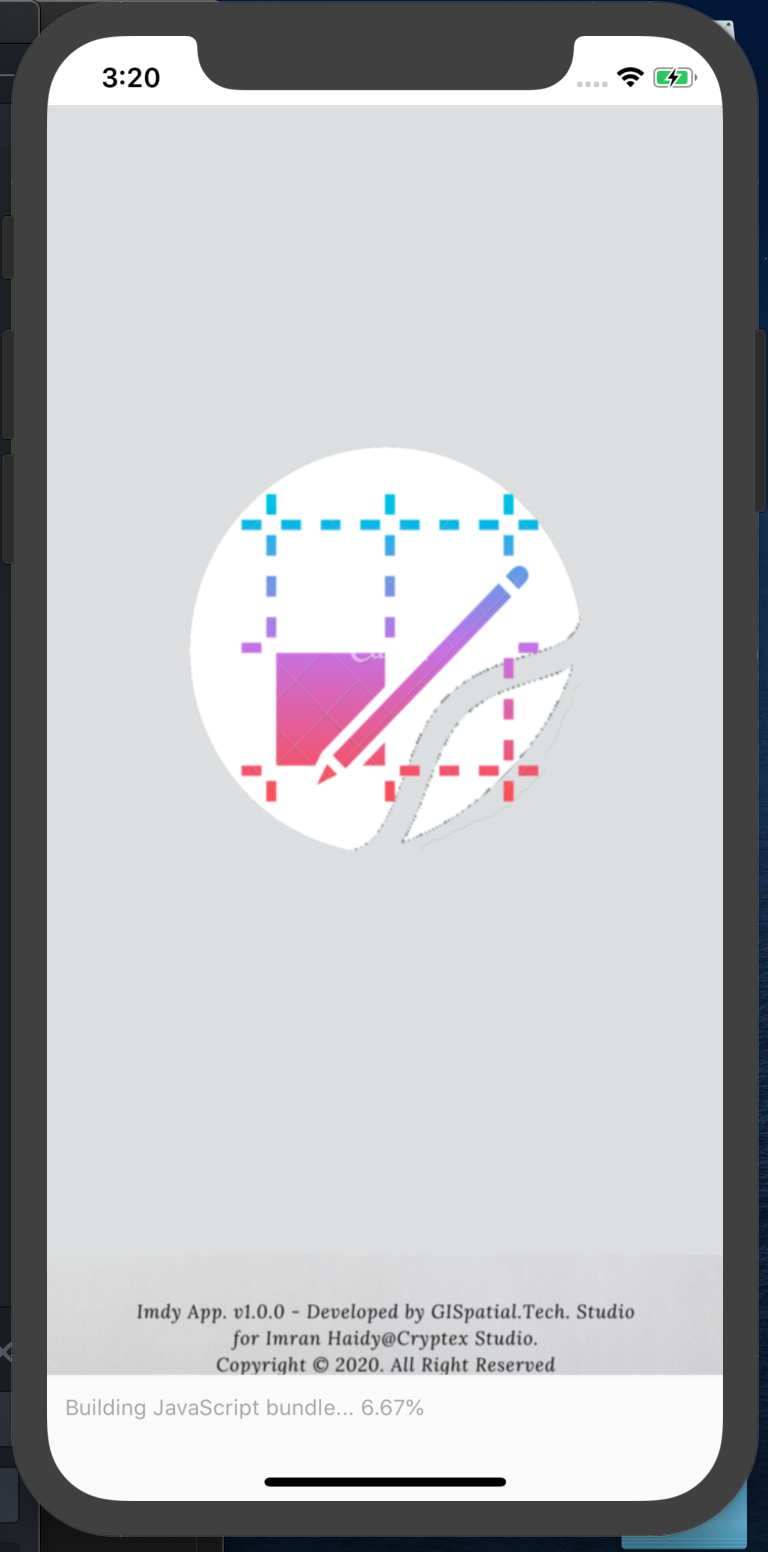 3:20
Imdy App. v1.0.0 - Developed by GISpatial.Tech. Studio
for Imran Haidy@Cryptex Studio.
Copyright © 2020. All Right Reserved
Building JavaScript bundle... 6.67%